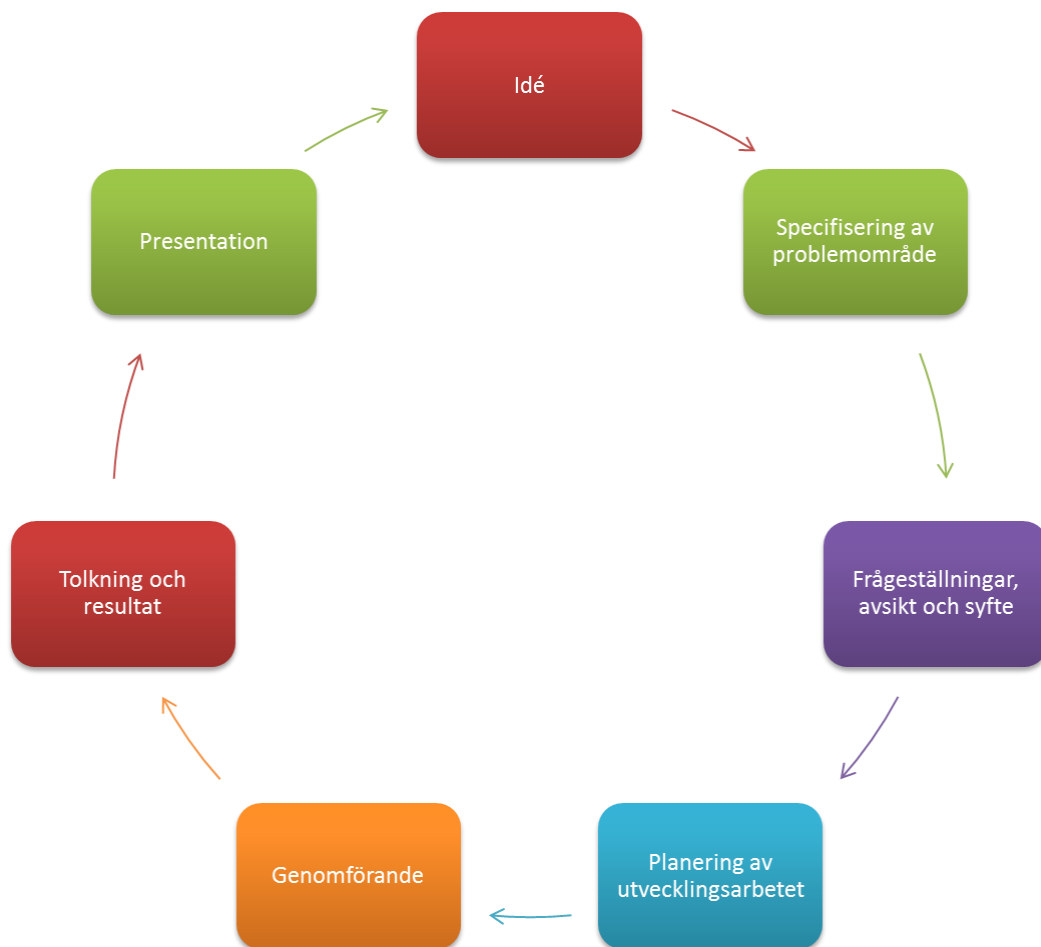 Idé
Specifisering av
problemområde
Frågeställningar,
avsikt och syfte
Planering av
utvecklingsarbetet
Genomförande
Tolkning och
resultat
Presentation